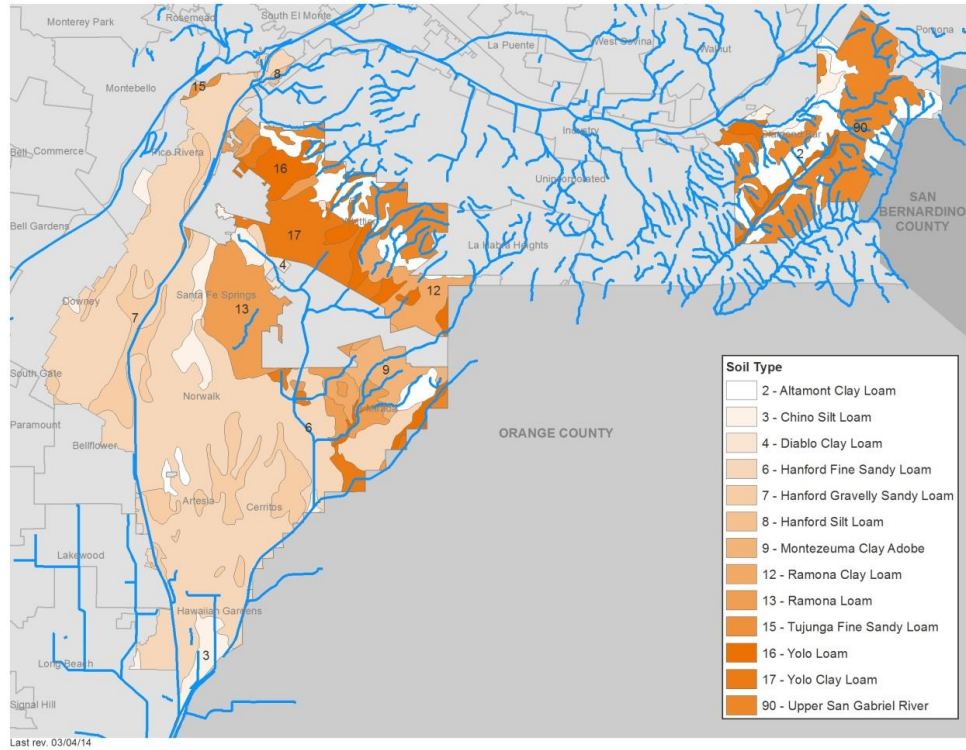 Monterey Park
Rosemead
South El Monte
La Puente
West Covina
Walnut
Pomona
8
15
Montebello
Industry
Diamond Bar
90
2
Bell
Commerce
Pico Rivera
16
Unincorporated
SAN
BERNARDINO
COUNTY
Bell Gardens
17
Whittier
La Habra Heights
4
Downey
Santa Fe Springs
12
13
7
9
South Gate
Norwalk
La Mirada
Paramount
6
ORANGE COUNTY
Bellflower
Artesia
Cerritos
Lakewood
Hawaiian Gardens
3
Long Beach
Signal Hill
Soil Type
2 - Altamont Clay Loam
3 - Chino Silt Loam
4 - Diablo Clay Loam
6 - Hanford Fine Sandy Loam
7 - Hanford Gravelly Sandy Loam
8 - Hanford Silt Loam
9 - Montezeuma Clay Adobe
12 - Ramona Clay Loam
13 - Ramona Loam
15 - Tujunga Fine Sandy Loam
16 - Yolo Loam
17 - Yolo Clay Loam
90 - Upper San Gabriel River
Last rev. 03/04/14